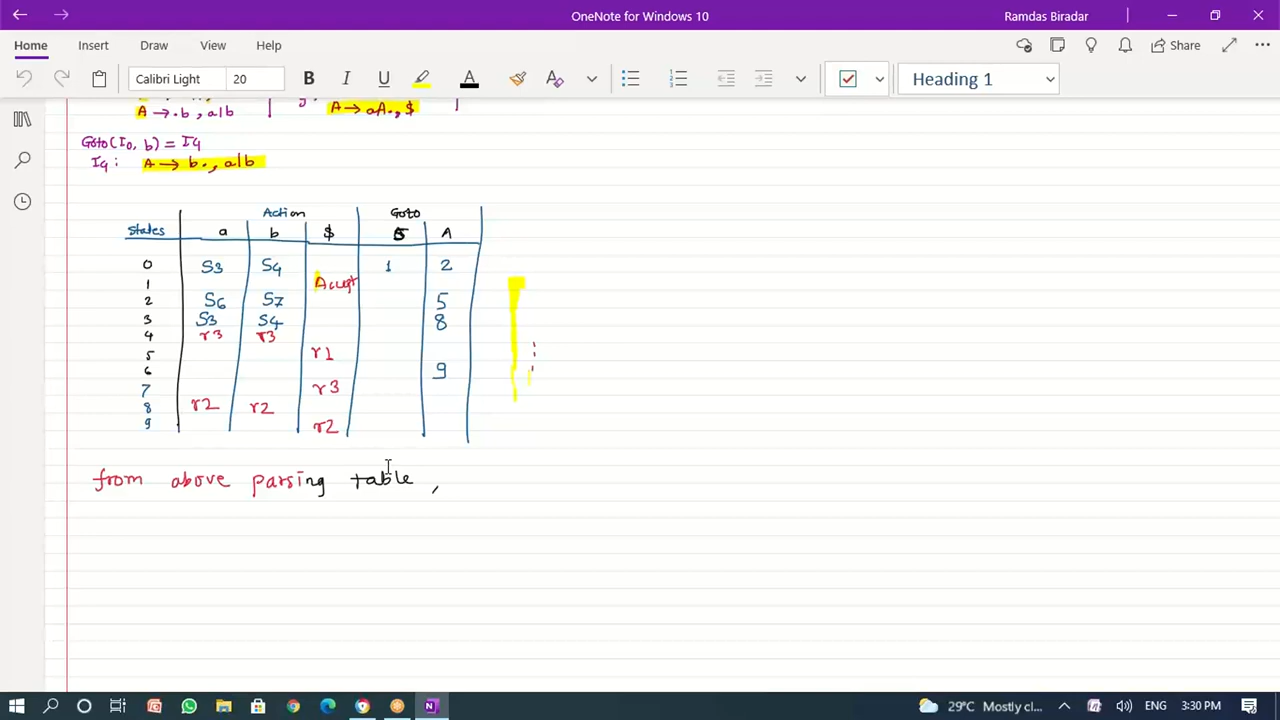 OneNote for Windows 10
Ramdas Biradar
Home Insert Draw View Help
Share
Calibri Light 20 B I U A Heading 1
A → .b, a|b
A → aA., $
Goto(I0, b) = I4
I4: A → b., a|b
Action Goto
States a b $ S A
0 S3 S4 1 2
1 Accept
2 S6 S7 5
3 S3 S4 8
4 r3 r3
5 r1
6 9
7 r3
8 r2 r2
9 r2
from above parsing table ,
29°C Mostly cl... ENG 3:30 PM